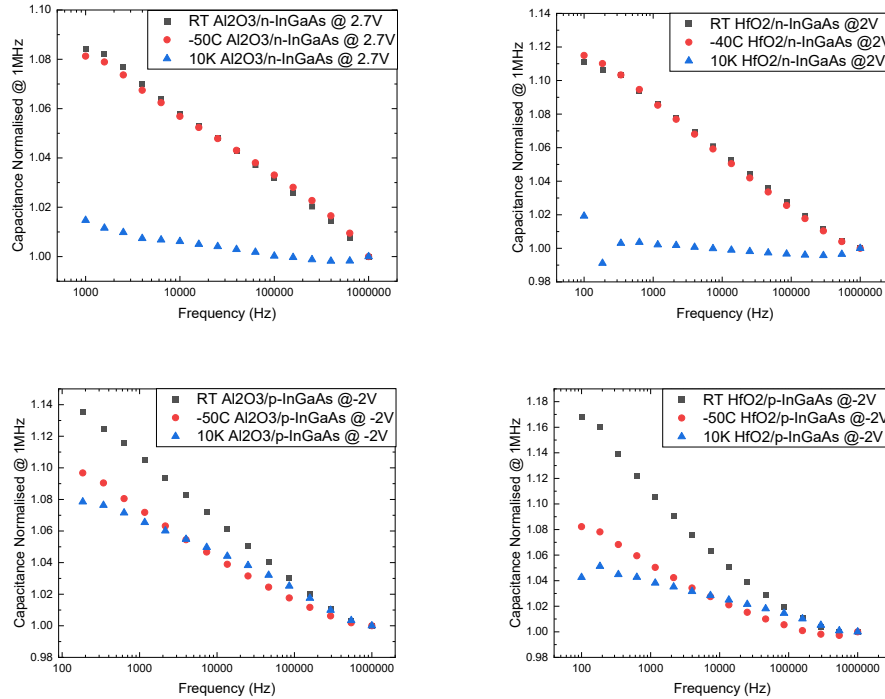 RT Al2O3/n-InGaAs @ 2.7V
-50C Al2O3/n-InGaAs @ 2.7V
10K Al2O3/n-InGaAs @ 2.7V
Capacitance Normalised @ 1MHz
1.10
1.08
1.06
1.04
1.02
1.00
1000
10000
100000
1000000
Frequency (Hz)
RT HfO2/n-InGaAs @2V
-40C HfO2/n-InGaAs @2V
10K HfO2/n-InGaAs @2V
Capacitance Normalised @ 1MHz
1.14
1.12
1.10
1.08
1.06
1.04
1.02
1.00
0.98
100
1000
10000
100000
1000000
Frequency (Hz)
RT Al2O3/p-InGaAs @-2V
-50C Al2O3/p-InGaAs @ -2V
10K Al2O3/p-InGaAs @ -2V
Capacitance Normalised @ 1MHz
1.14
1.12
1.10
1.08
1.06
1.04
1.02
1.00
0.98
100
1000
10000
100000
1000000
Frequency (Hz)
RT HfO2/p-InGaAs @-2V
-50C HfO2/p-InGaAs @-2V
10K HfO2/p-InGaAs @-2V
Capacitance Normalised @ 1MHz
1.18
1.16
1.14
1.12
1.10
1.08
1.06
1.04
1.02
1.00
0.98
100
1000
10000
100000
1000000
Frequency (Hz)